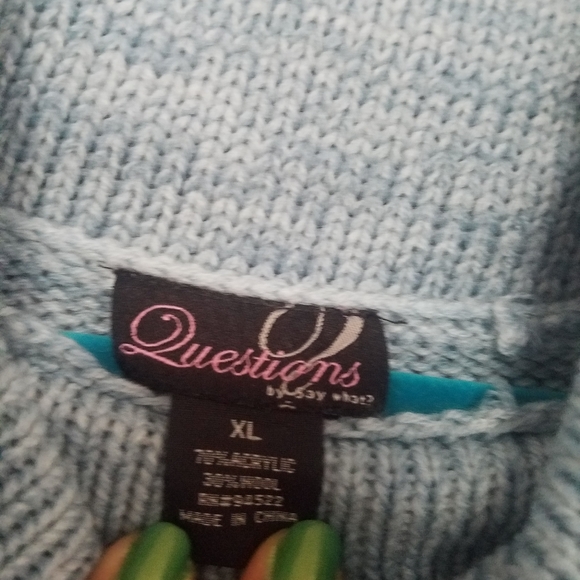 Questions
by say what?
XL
70%ACRYLIC
30%WOOL
RN#94522
MADE IN CHINA